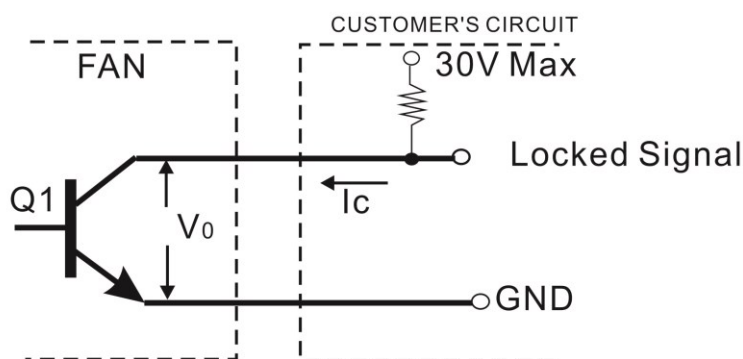 CUSTOMER'S CIRCUIT
FAN
30V Max
Locked Signal
Q1
Ic
V0
GND